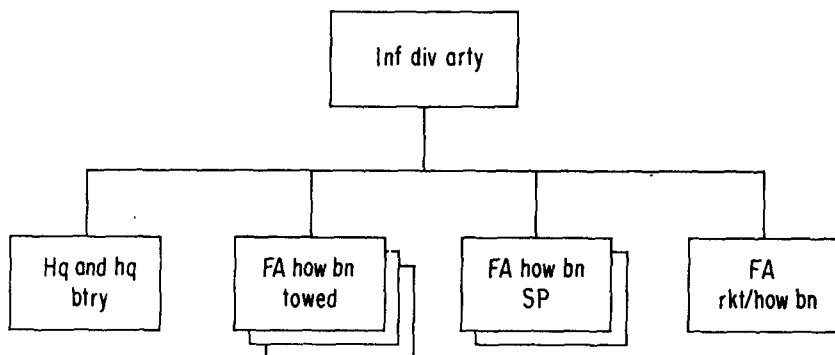 Inf div arty
Hq and hq
btry
FA how bn
towed
FA how bn
SP
FA
rkt/how bn